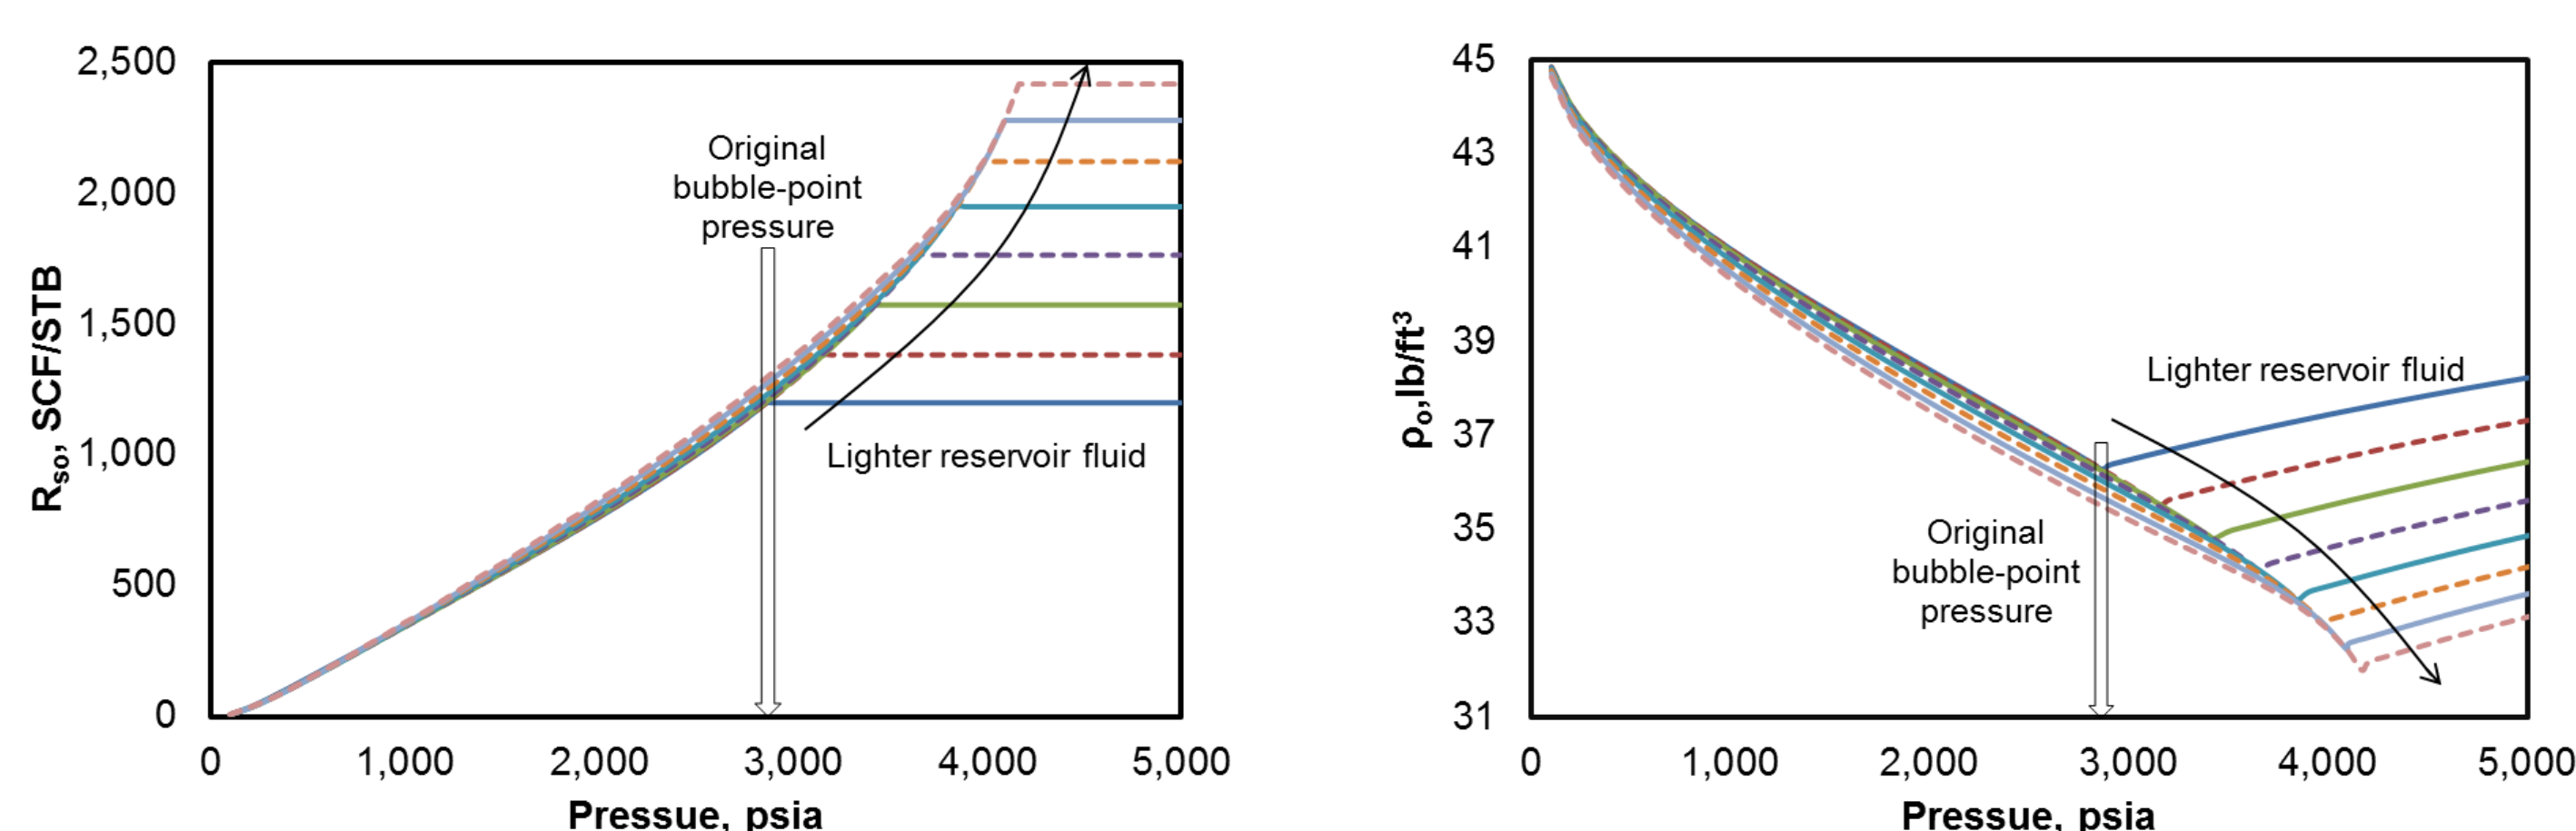 2,500
2,000
1,500
1,000
500
0
R_so, SCF/STB
Original
bubble-point
pressure
Lighter reservoir fluid
0 1,000 2,000 3,000 4,000 5,000
Pressue, psia
45
43
41
39
37
35
33
31
ρ_o,lb/ft³
Lighter reservoir fluid
Original
bubble-point
pressure
0 1,000 2,000 3,000 4,000 5,000
Pressue, psia